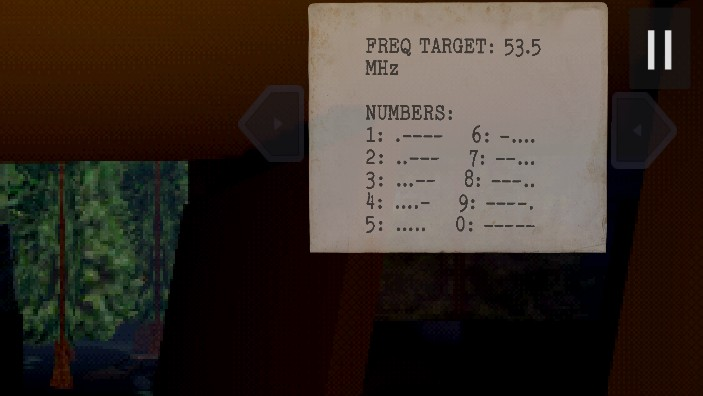 FREQ TARGET: 53.5
MHz
NUMBERS:
1: .---- 6: -....
2: ..--- 7: --...
3: ...-- 8: ---..
4: ....- 9: ----.
5: ..... 0: -----